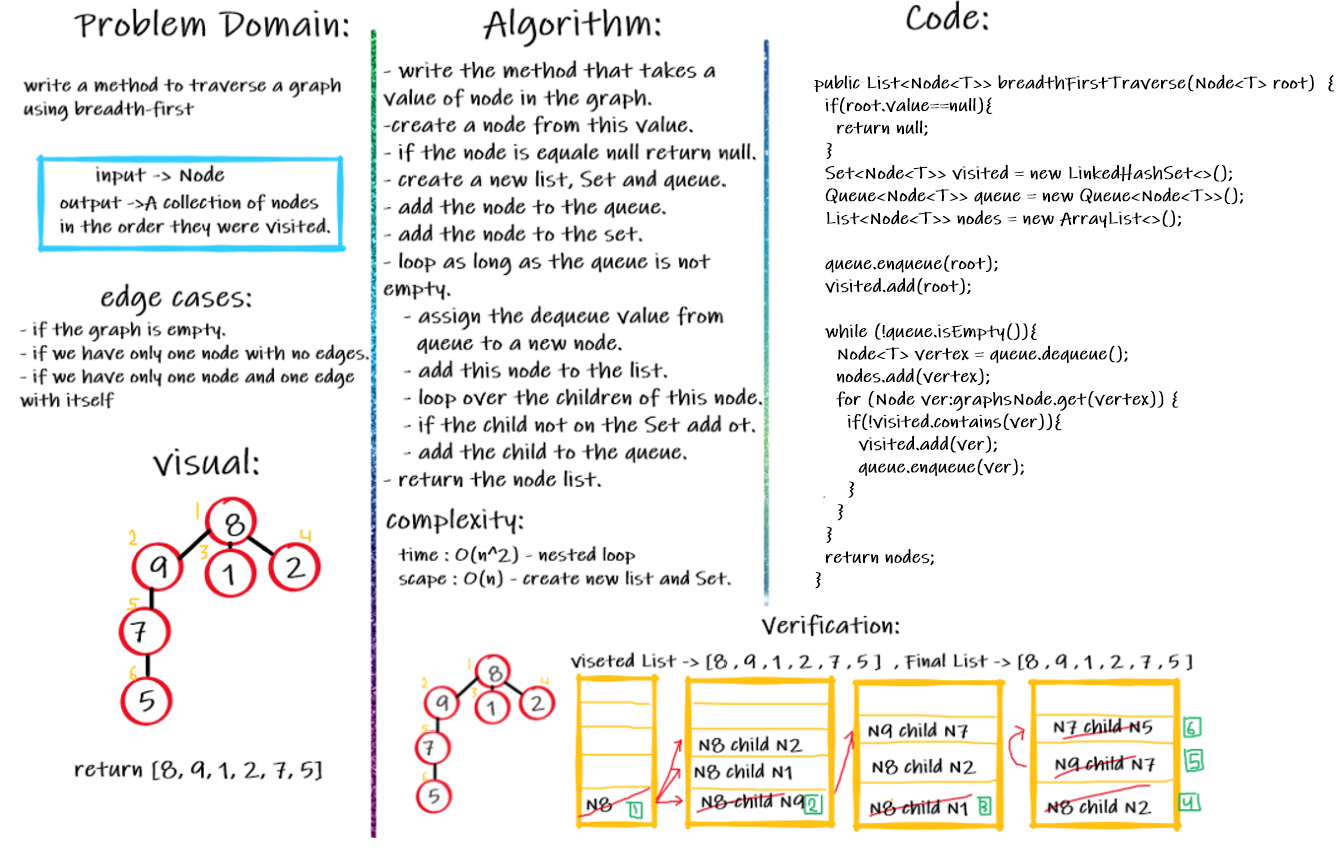 Problem Domain:
write a method to traverse a graph
using breadth-first
input -> Node
output ->A collection of nodes
in the order they were visited.
edge cases:
- if the graph is empty.
- if we have only one node with no edges.
- if we have only one node and one edge
with itself
visual:
1
8
2
3
4
9
1
2
5
7
6
5
return [8, 9, 1, 2, 7, 5]
Algorithm:
- write the method that takes a
value of node in the graph.
-create a node from this value.
- if the node is equale null return null.
- create a new list, Set and queue.
- add the node to the queue.
- add the node to the set.
- loop as long as the queue is not
empty.
- assign the dequeue value from
queue to a new node.
- add this node to the list.
- loop over the children of this node.
- if the child not on the Set add ot.
- add the child to the queue.
- return the node list.
complexity:
time : O(n^2) - nested loop
scape : O(n) - create new list and Set.
Code:
public List<Node<T>> breadthFirstTraverse(Node<T> root) {
if(root.value==null){
return null;
}
Set<Node<T>> visited = new LinkedHashSet<>();
Queue<Node<T>> queue = new Queue<Node<T>>();
List<Node<T>> nodes = new ArrayList<>();
queue.enqueue(root);
visited.add(root);
while (!queue.isEmpty()){
Node<T> vertex = queue.dequeue();
nodes.add(vertex);
for (Node ver:graphsNode.get(vertex)) {
if(!visited.contains(ver)){
visited.add(ver);
queue.enqueue(ver);
}
}
}
return nodes;
}
Verification:
viseted List -> [8, 9, 1, 2, 7, 5] , Final List -> [8, 9, 1, 2, 7, 5]
1
8
2
3
4
9
1
2
5
7
6
5
N8 1
N8 child N2
N8 child N1
N8 child N9 2
N9 child N7
N8 child N2
N8 child N1 3
N7 child N5 6
N9 child N7 5
N8 child N2 4